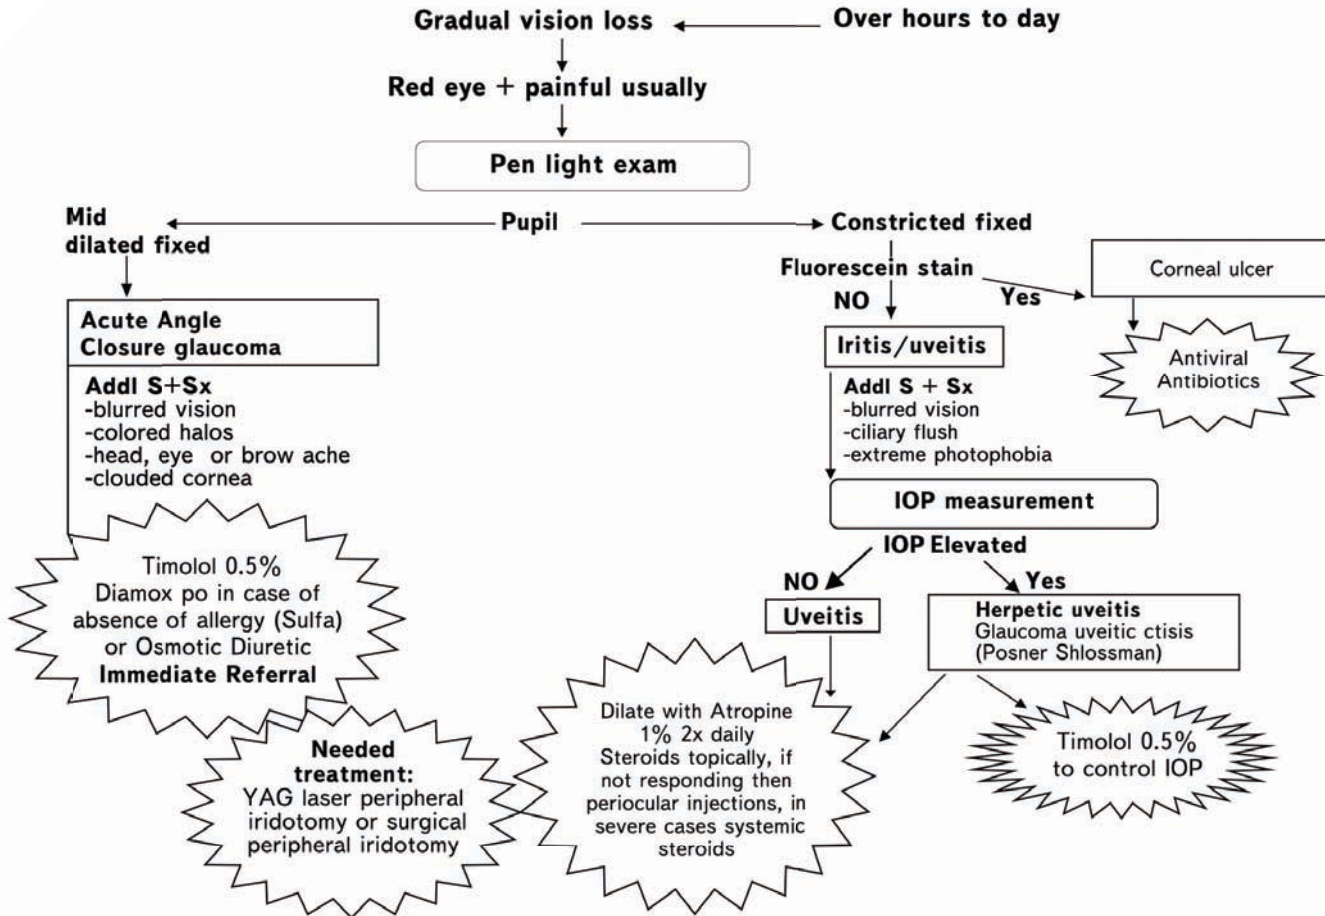 Gradual vision loss
Over hours to day
Red eye + painful usually
Pen light exam
Mid
dilated fixed
Pupil
Constricted fixed
Fluorescein stain
NO
Yes
Corneal ulcer
Antiviral
Antibiotics
Acute Angle
Closure glaucoma
Addl S+Sx
-blurred vision
-colored halos
-head, eye or brow ache
-clouded cornea
Timolol 0.5%
Diamox po in case of
absence of allergy (Sulfa)
or Osmotic Diuretic
Immediate Referral
Needed
treatment:
YAG laser peripheral
iridotomy or surgical
peripheral iridotomy
Iritis/uveitis
Addl S + Sx
-blurred vision
-ciliary flush
-extreme photophobia
IOP measurement
IOP Elevated
NO
Yes
Uveitis
Herpetic uveitis
Glaucoma uveitic ctisis
(Posner Shlossman)
Dilate with Atropine
1% 2x daily
Steroids topically, if
not responding then
periocular injections, in
severe cases systemic
steroids
Timolol 0.5%
to control IOP